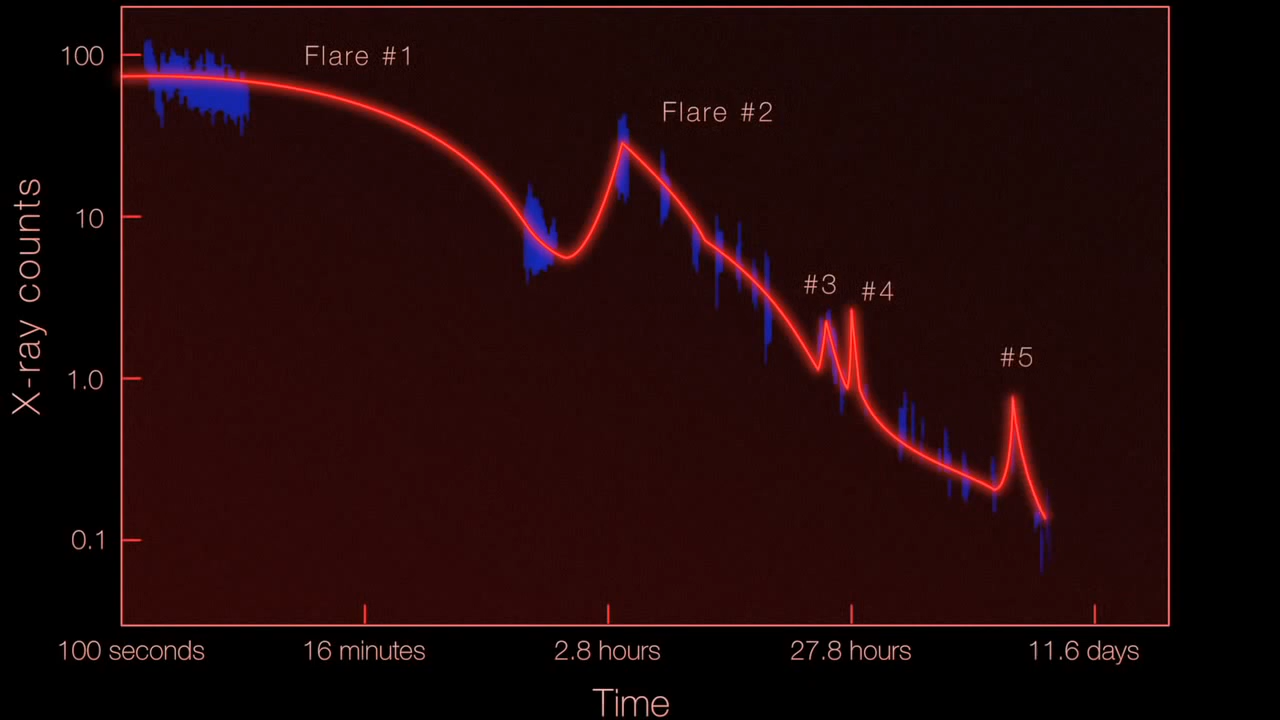 100
Flare #1
Flare #2
X-ray counts
10
#3
#4
#5
1.0
0.1
100 seconds
16 minutes
2.8 hours
27.8 hours
11.6 days
Time